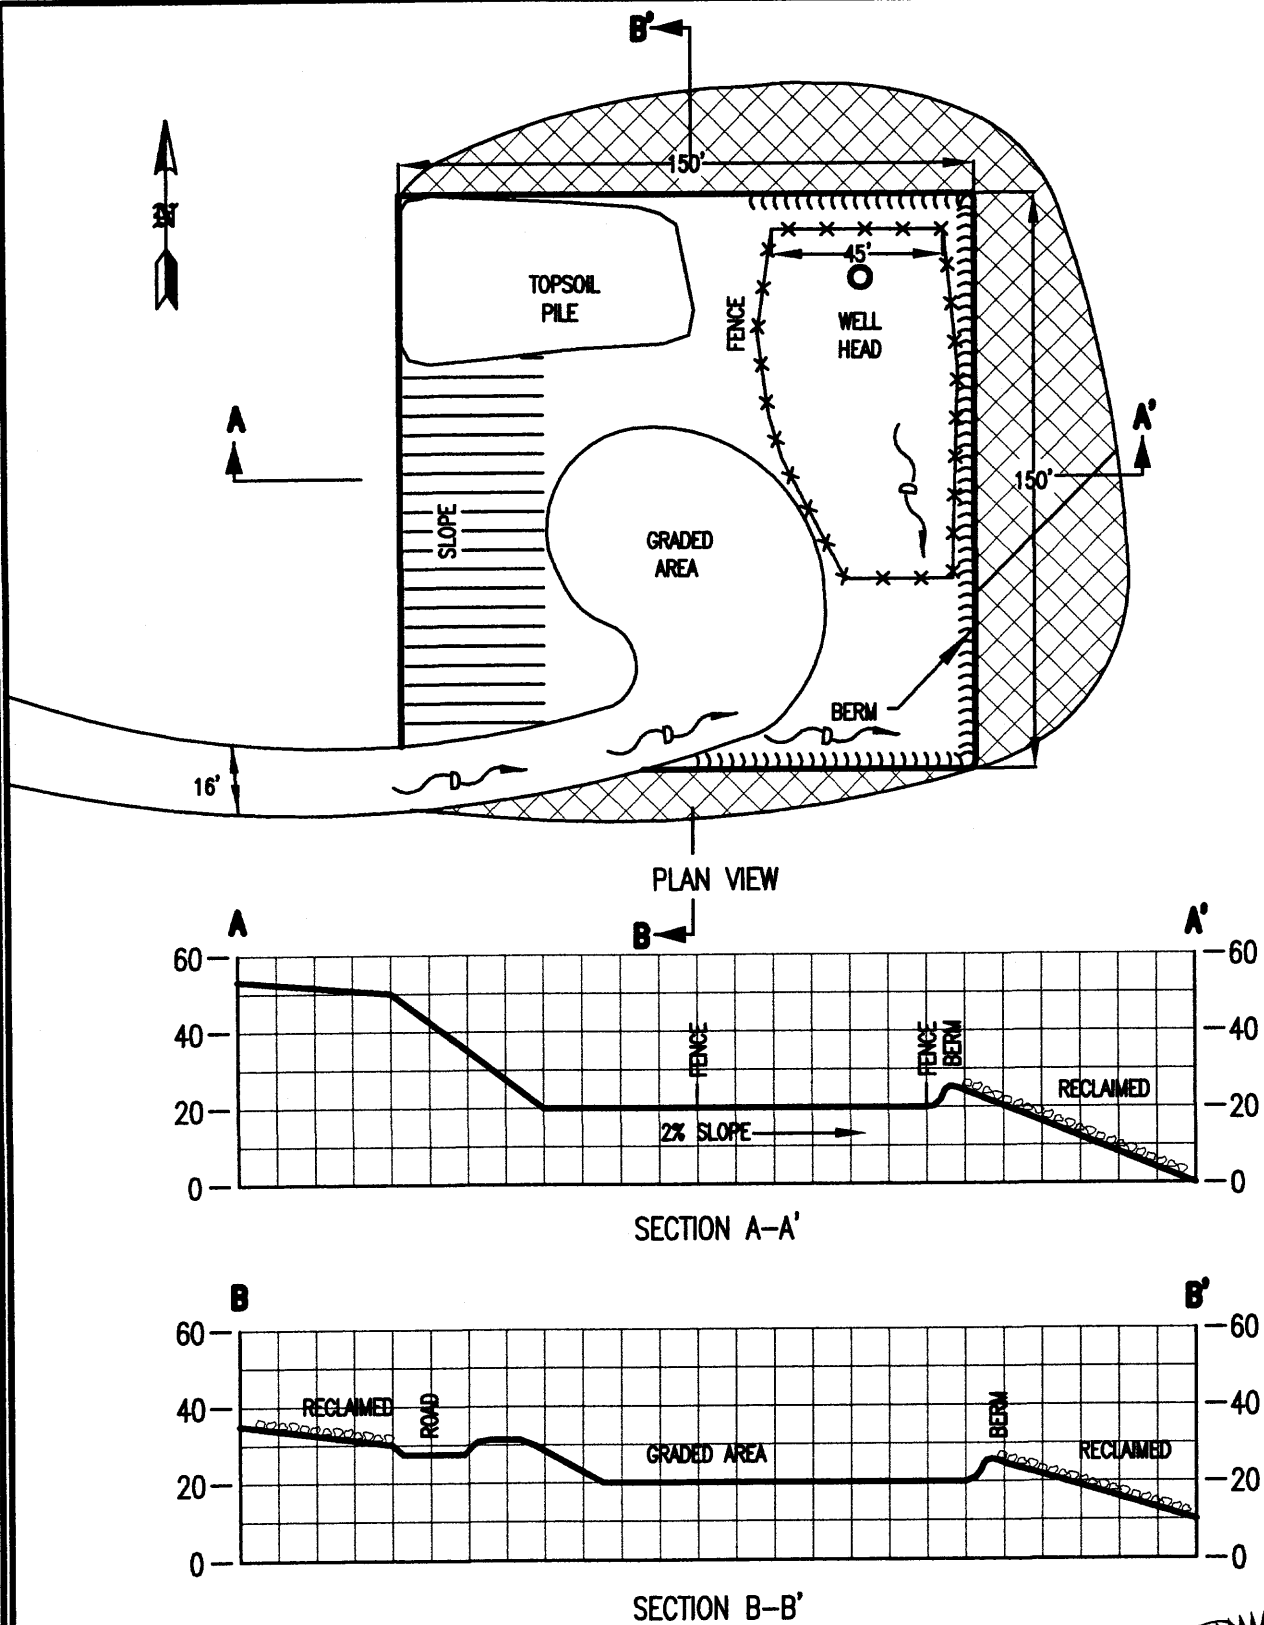 B'
150'
N
45'
TOPSOIL
PILE
FENCE
WELL
HEAD
A
A'
150'
D
SLOPE
GRADED
AREA
BERM
D
D
D
16'
PLAN VIEW
B
A
A'
60
60
40
40
20
20
0
0
FENCE
FENCE
BERM
RECLAIMED
2% SLOPE
SECTION A-A'
B
B'
60
60
40
40
20
20
0
0
RECLAIMED
ROAD
GRADED AREA
BERM
RECLAIMED
SECTION B-B'